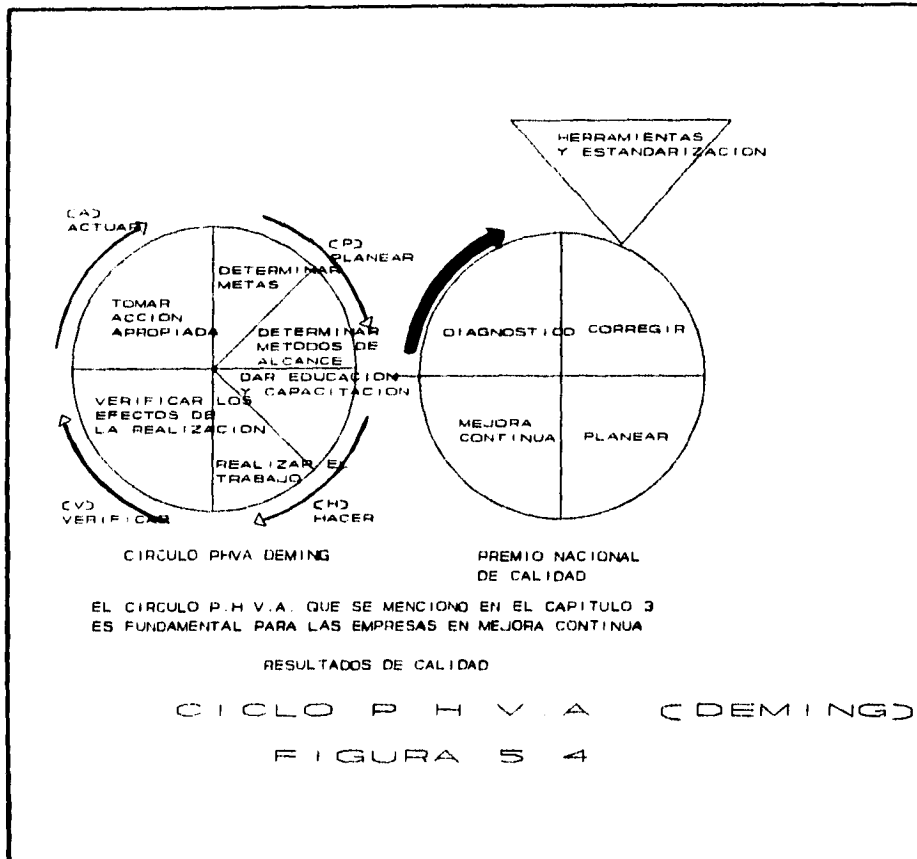 HERRAMIENTAS
Y ESTANDARIZACION
(A)
ACTUAR
(P)
PLANEAR
DETERMINAR
METAS
TOMAR
ACCION
APROPIADA
DETERMINAR
METODOS DE
ALCANCE
DAR EDUCACION
Y CAPACITACION
VERIFICAR LOS
EFECTOS DE
LA REALIZACION
REALIZAR EL
TRABAJO
(V)
VERIFICAR
(H)
HACER
DIAGNOSTICO
CORREGIR
MEJORA
CONTINUA
PLANEAR
CIRCULO PHVA DEMING
PREMIO NACIONAL
DE CALIDAD
EL CIRCULO P.H V.A. QUE SE MENCIONO EN EL CAPITULO 3
ES FUNDAMENTAL PARA LAS EMPRESAS EN MEJORA CONTINUA
RESULTADOS DE CALIDAD
CICLO P H V.A (DEMING)
FIGURA 5 4